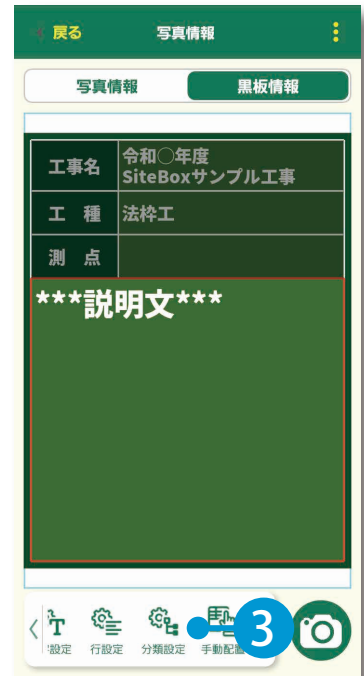 戻る
写真情報
写真情報
黒板情報
工事名
令和○年度
SiteBoxサンプル工事
工 種
法枠工
測 点
***説明文***
設定
行設定
分類設定
手動配置
3